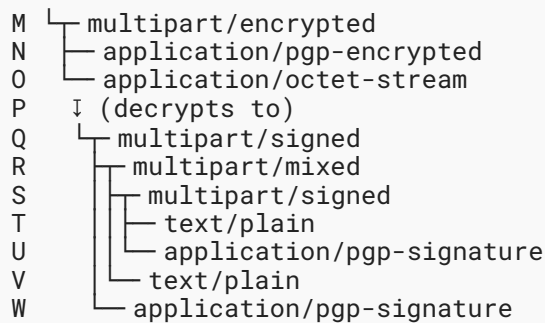 M └┬─ multipart/encrypted
N  ├─ application/pgp-encrypted
O  └─ application/octet-stream
P   ↧ (decrypts to)
Q   └┬─ multipart/signed
R    ├┬─ multipart/mixed
S    │├┬─ multipart/signed
T    ││├─ text/plain
U    ││└─ application/pgp-signature
V    │└─ text/plain
W    └─ application/pgp-signature